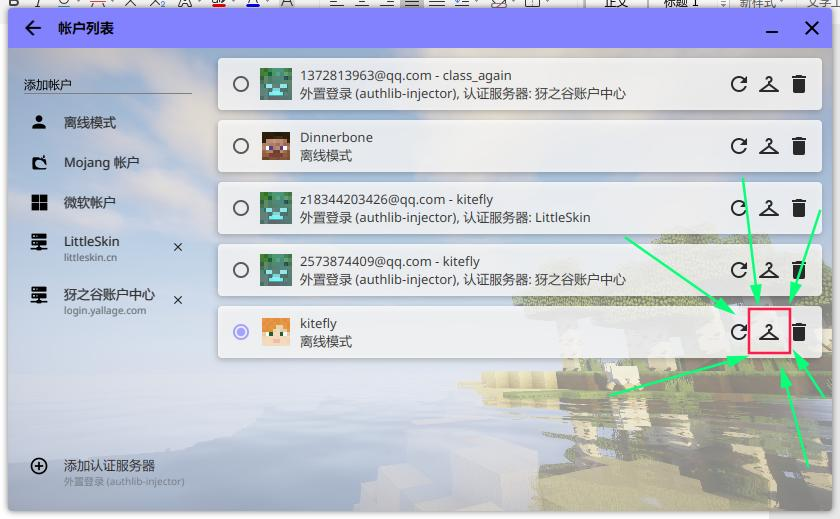 帐户列表
添加帐户
离线模式
Mojang 帐户
微软帐户
LittleSkin
littleskin.cn
犽之谷账户中心
login.yallage.com
添加认证服务器
外置登录 (authlib-injector)
1372813963@qq.com - class_again
外置登录 (authlib-injector), 认证服务器: 犽之谷账户中心
Dinnerbone
离线模式
z18344203426@qq.com - kitefly
外置登录 (authlib-injector), 认证服务器: LittleSkin
2573874409@qq.com - kitefly
外置登录 (authlib-injector), 认证服务器: 犽之谷账户中心
kitefly
离线模式